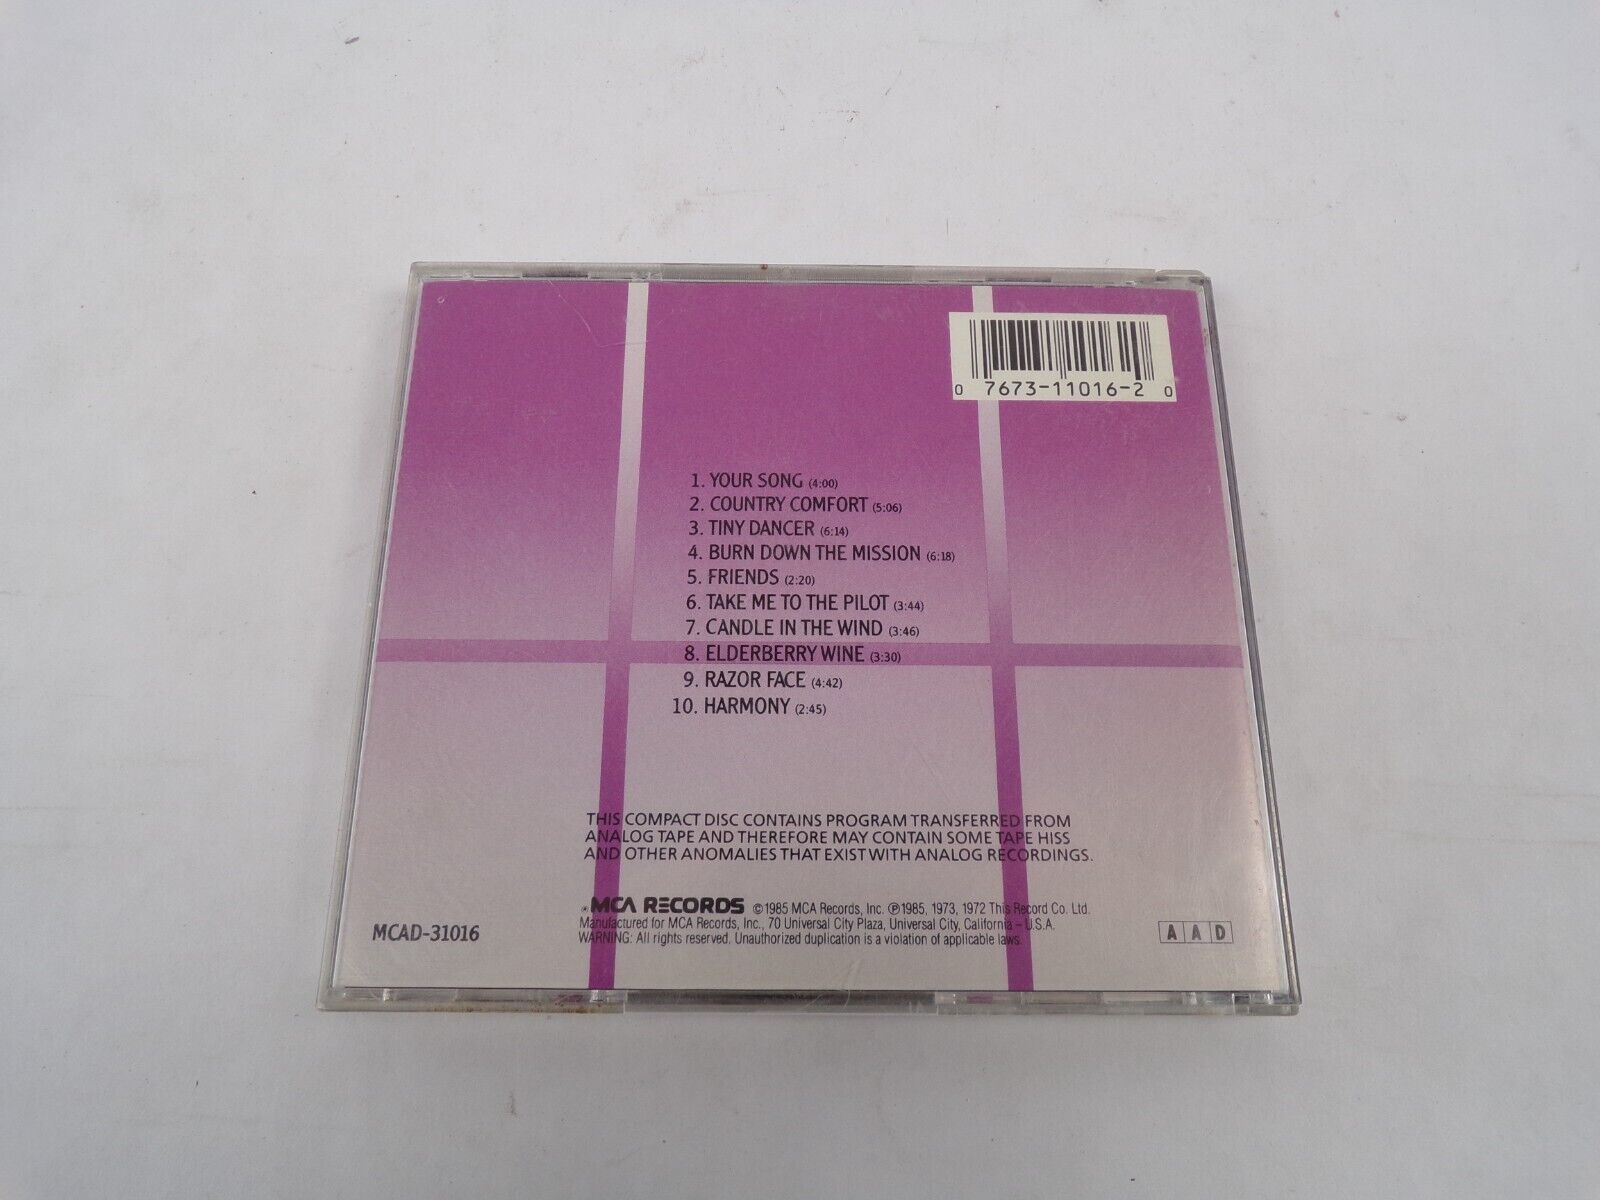 0 7673-11016-2 0
1. YOUR SONG (4:00)
2. COUNTRY COMFORT (5:06)
3. TINY DANCER (6:14)
4. BURN DOWN THE MISSION (6:18)
5. FRIENDS (2:20)
6. TAKE ME TO THE PILOT (3:44)
7. CANDLE IN THE WIND (3:46)
8. ELDERBERRY WINE (3:30)
9. RAZOR FACE (4:42)
10. HARMONY (2:45)
THIS COMPACT DISC CONTAINS PROGRAM TRANSFERRED FROM
ANALOG TAPE AND THEREFORE MAY CONTAIN SOME TAPE HISS
AND OTHER ANOMALIES THAT EXIST WITH ANALOG RECORDINGS.
MCA RECORDS ©1985 MCA Records, Inc. ℗1985, 1973, 1972 This Record Co. Ltd.
Manufactured for MCA Records, Inc., 70 Universal City Plaza, Universal City, California – U.S.A.
WARNING: All rights reserved. Unauthorized duplication is a violation of applicable laws.
MCAD-31016
A A D